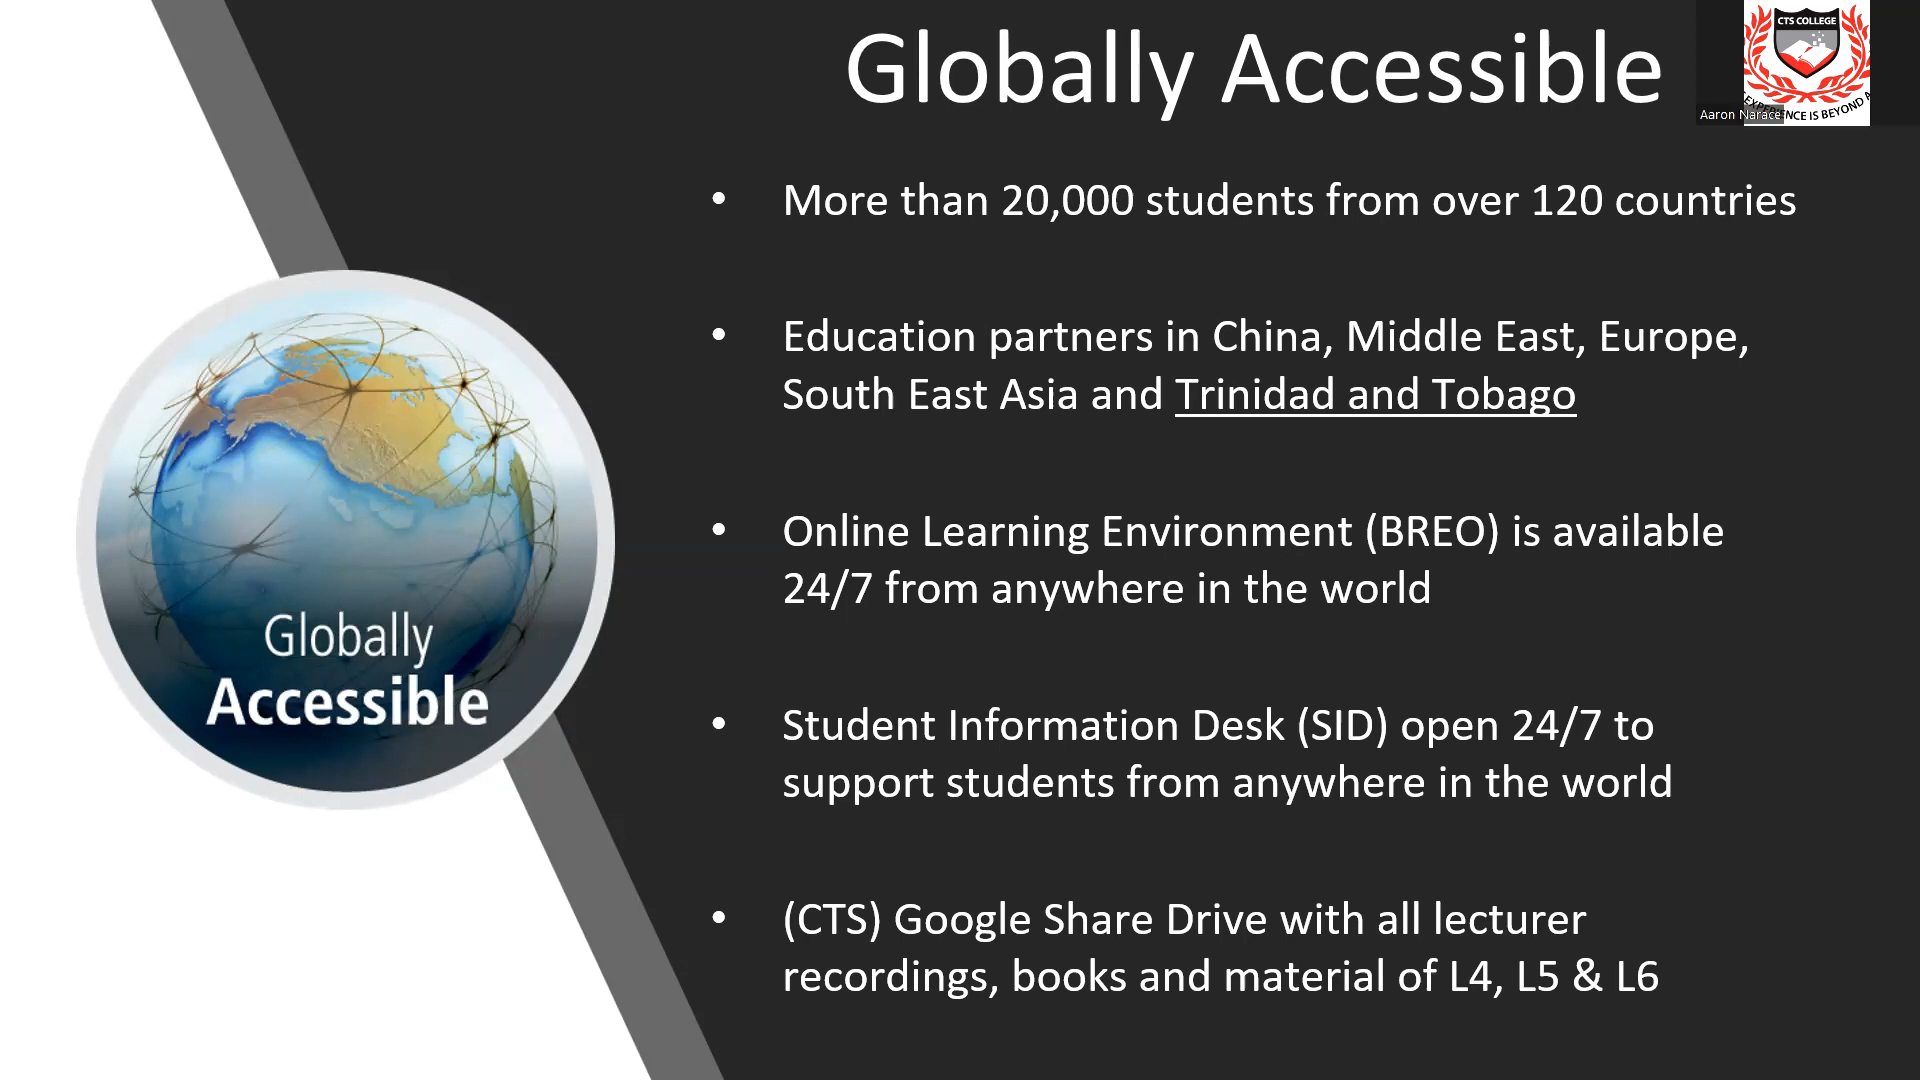 Globally Accessible
CTS COLLEGE
EXPERIENCE IS BEYOND A
Aaron Narace
• More than 20,000 students from over 120 countries
• Education partners in China, Middle East, Europe,
South East Asia and Trinidad and Tobago
• Online Learning Environment (BREO) is available
24/7 from anywhere in the world
• Student Information Desk (SID) open 24/7 to
support students from anywhere in the world
• (CTS) Google Share Drive with all lecturer
recordings, books and material of L4, L5 & L6
Globally
Accessible